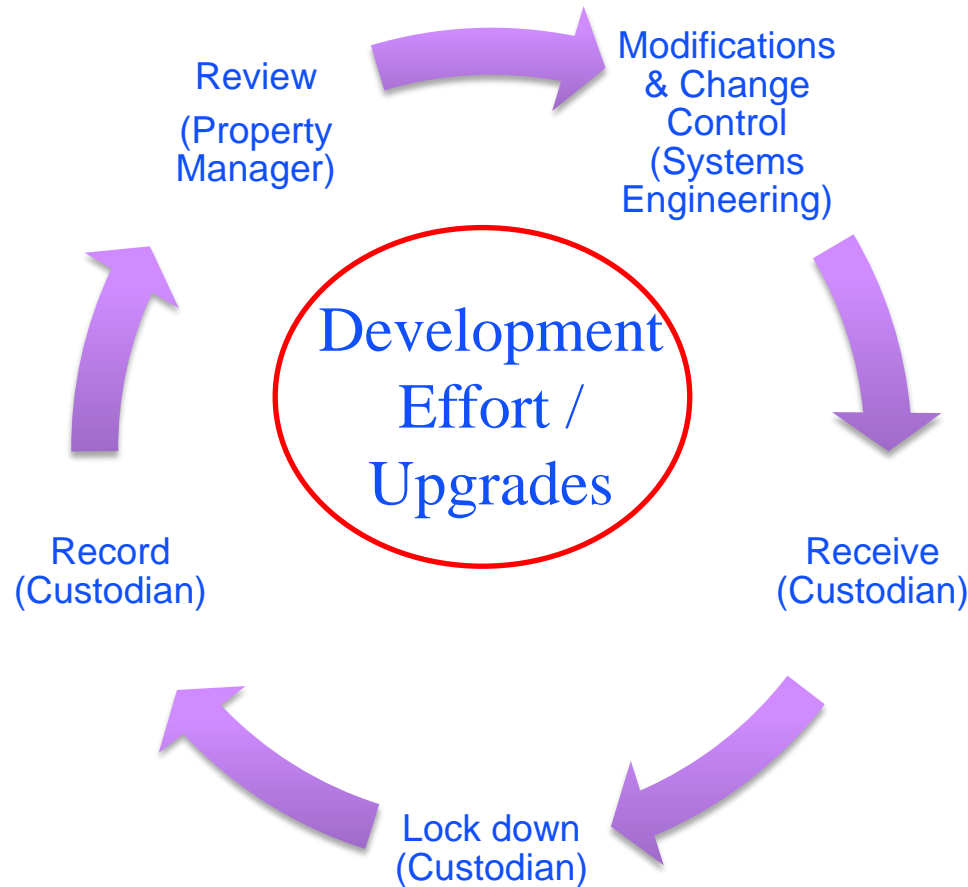 Review
(Property
Manager)
Modifications
& Change
Control
(Systems
Engineering)
Development
Effort /
Upgrades
Record
(Custodian)
Receive
(Custodian)
Lock down
(Custodian)